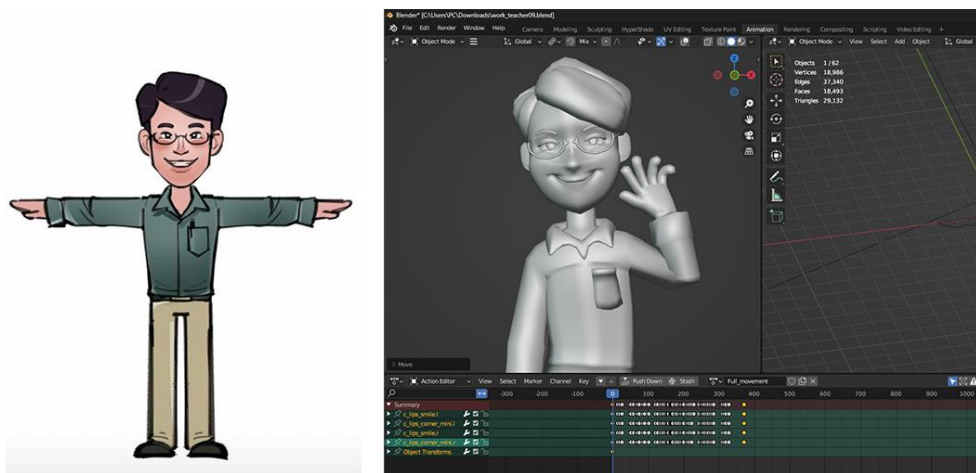 Blender* [C:\Users\PC\Downloads\work_teacher09.blend]
File Edit Render Window Help Camera Modeling Sculpting HyperShade UV Editing Texture Paint Animation Rendering Compositing Scripting Video Editing +
Object Mode Global Mix Object Mode View Select Add Object Global
Z
X
Objects 1/62
Vertices 18,986
Edges 37,340
Faces 18,493
Triangles 29,132
> Move
Action Editor View Select Marker Channel Key Push Down Stash Full_movement
-300 -200 -100 0 100 200 300 400 500 600 700 800 900 1000
Summary
c_lips_smile.l
c_lips_corner_mini.l
c_lips_smile.r
c_lips_corner_mini.r
Object Transforms